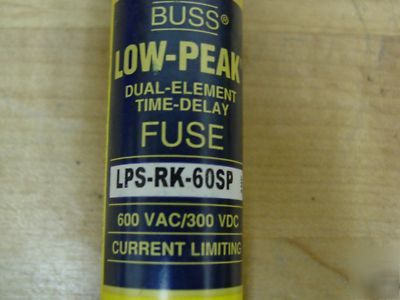 BUSS®
LOW-PEAK
DUAL-ELEMENT
TIME-DELAY
FUSE
LPS-RK-60SP
600 VAC/300 VDC
CURRENT LIMITING